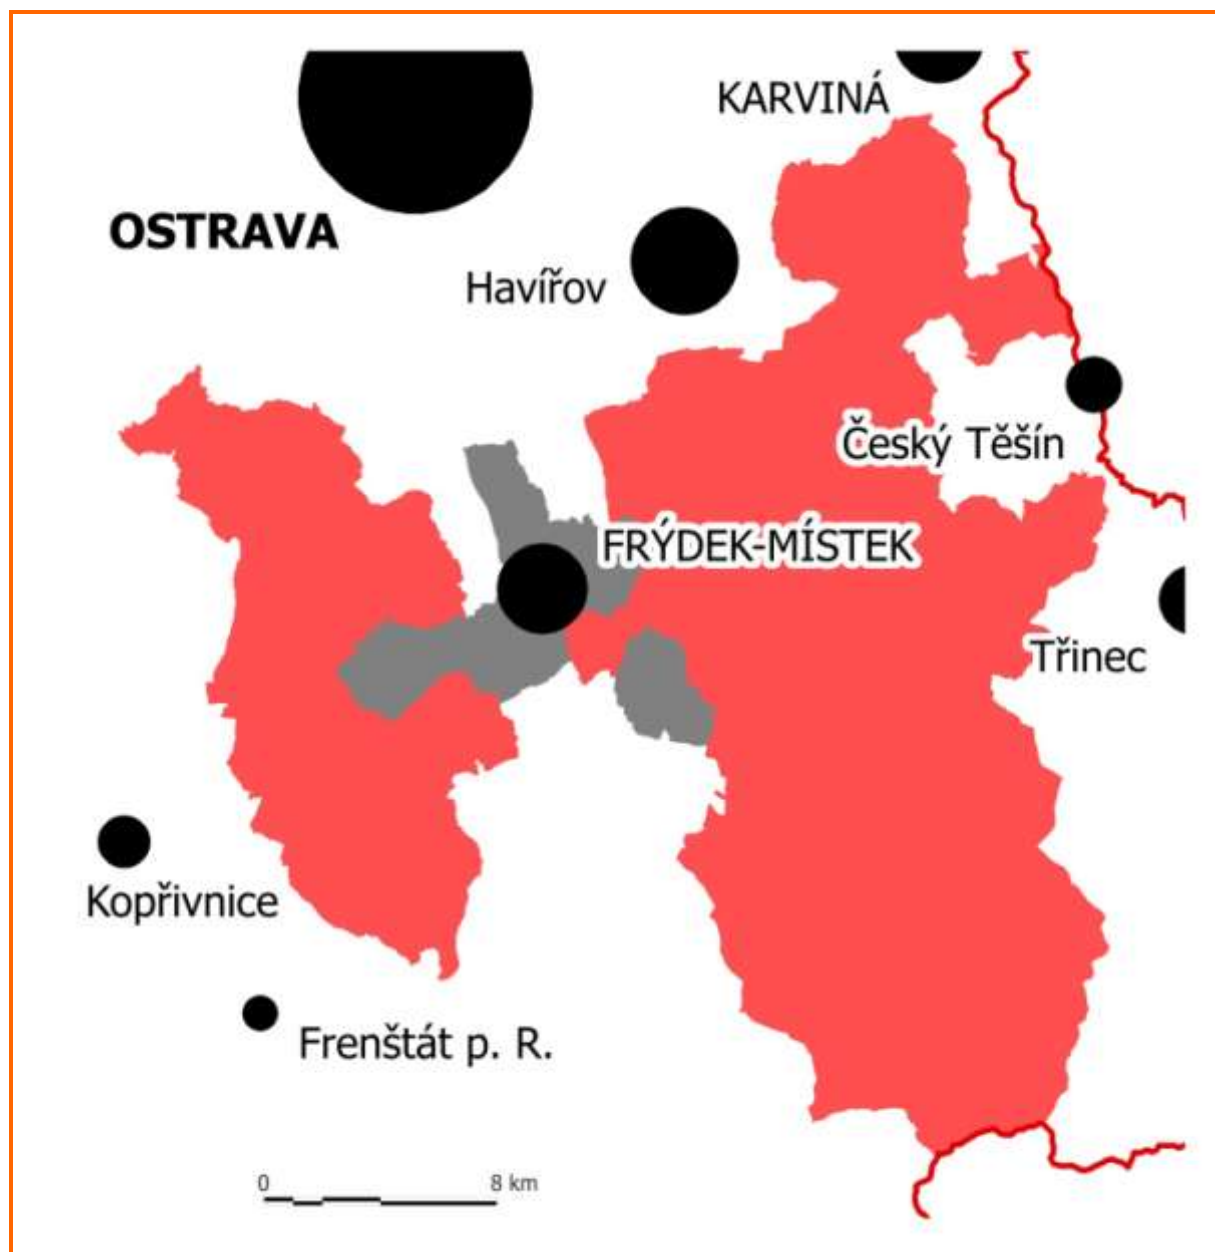 KARVINÁ
OSTRAVA
Havířov
Český Těšín
FRÝDEK-MÍSTEK
Třinec
Kopřivnice
Frenštát p. R.
0 8 km